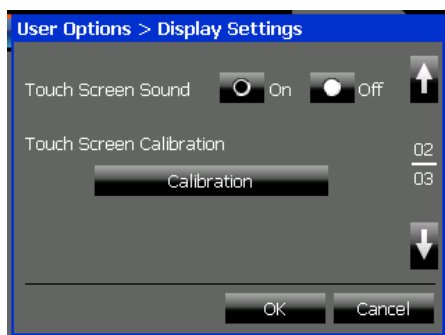 User Options > Display Settings
Touch Screen Sound On Off
Touch Screen Calibration
02
Calibration
03
OK Cancel